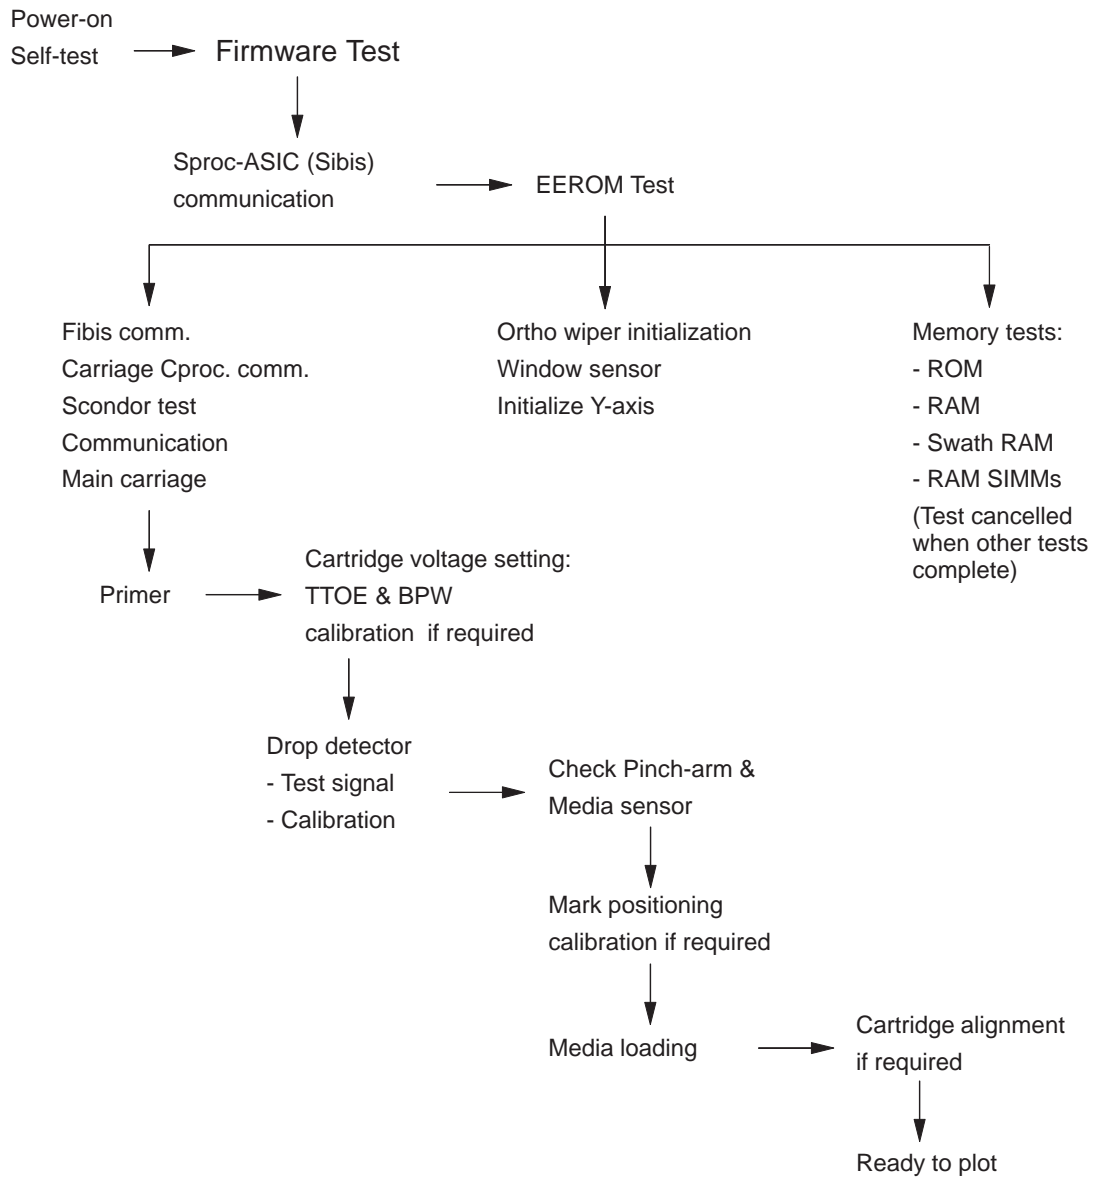 Power-on
Self-test
Firmware Test
Sproc-ASIC (Sibis)
communication
EEROM Test
Fibis comm.
Carriage Cproc. comm.
Scondor test
Communication
Main carriage
Ortho wiper initialization
Window sensor
Initialize Y-axis
Memory tests:
- ROM
- RAM
- Swath RAM
- RAM SIMMs
(Test cancelled
when other tests
complete)
Primer
Cartridge voltage setting:
TTOE & BPW
calibration if required
Drop detector
- Test signal
- Calibration
Check Pinch-arm &
Media sensor
Mark positioning
calibration if required
Media loading
Cartridge alignment
if required
Ready to plot